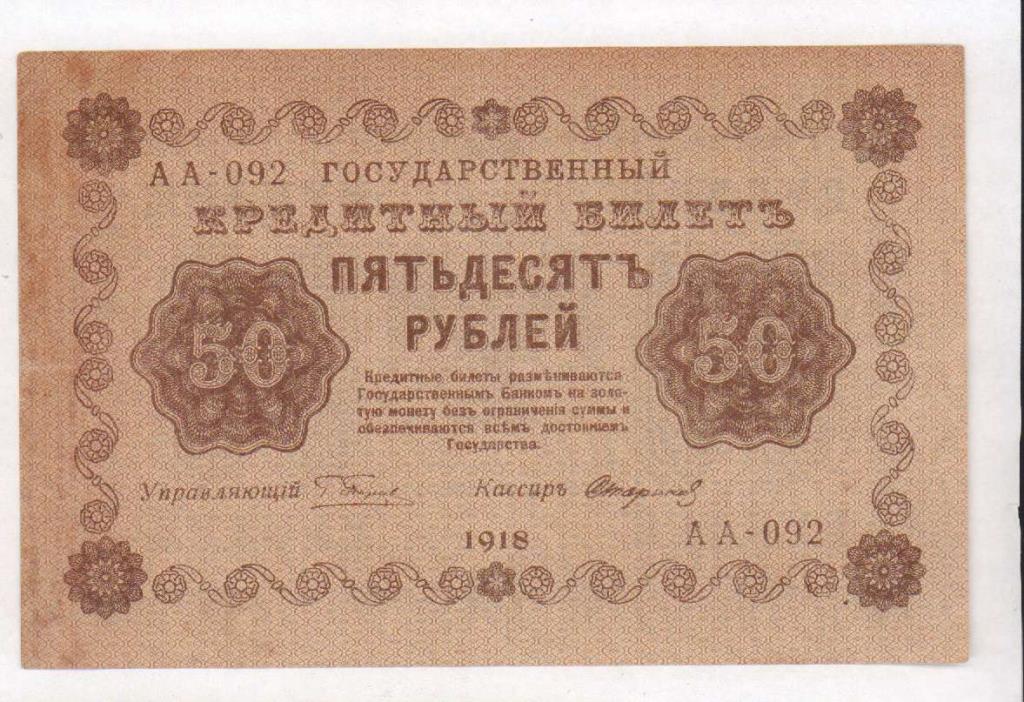 АА-092 ГОСУДАРСТВЕННЫЙ
КРЕДИТНЫЙ БИЛЕТЪ
ПЯТЬДЕСЯТЪ
РУБЛЕЙ
50 50
Кредитные билеты размѣниваются
Государственнымъ Банкомъ на золо-
тую монету безъ ограниченія суммы и
обезпечиваются всѣмъ достояніемъ
Государства.
Управляющій Кассиръ
1918
АА-092